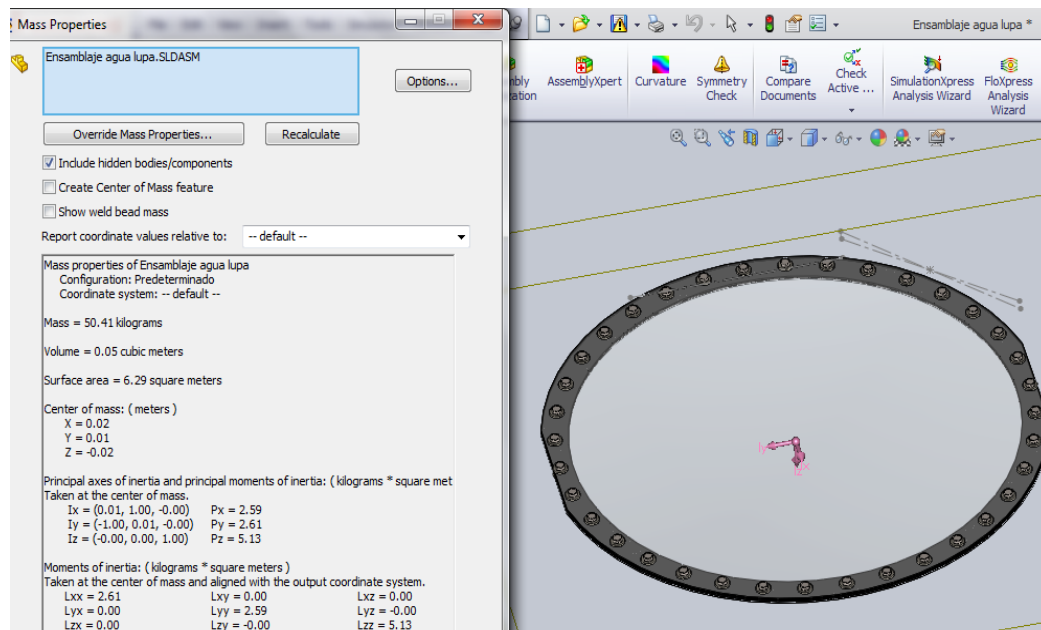 Mass Properties
Ensamblaje agua lupa *
Ensamblaje agua lupa.SLDASM
Options...
AssemblyXpert
Curvature
Symmetry Check
Compare Documents
Check Active ...
SimulationXpress Analysis Wizard
FloXpress Analysis Wizard
Override Mass Properties...
Recalculate
Include hidden bodies/components
Create Center of Mass feature
Show weld bead mass
Report coordinate values relative to:
-- default --
Mass properties of Ensamblaje agua lupa
Configuration: Predeterminado
Coordinate system: -- default --
Mass = 50.41 kilograms
Volume = 0.05 cubic meters
Surface area = 6.29 square meters
Center of mass: ( meters )
X = 0.02
Y = 0.01
Z = -0.02
Principal axes of inertia and principal moments of inertia: ( kilograms * square met
Taken at the center of mass.
Ix = (0.01, 1.00, -0.00) Px = 2.59
Iy = (-1.00, 0.01, -0.00) Py = 2.61
Iz = (-0.00, 0.00, 1.00) Pz = 5.13
Moments of inertia: ( kilograms * square meters )
Taken at the center of mass and aligned with the output coordinate system.
Lxx = 2.61 Lxy = 0.00 Lxz = 0.00
Lyx = 0.00 Lyy = 2.59 Lyz = -0.00
Lzx = 0.00 Lzy = -0.00 Lzz = 5.13